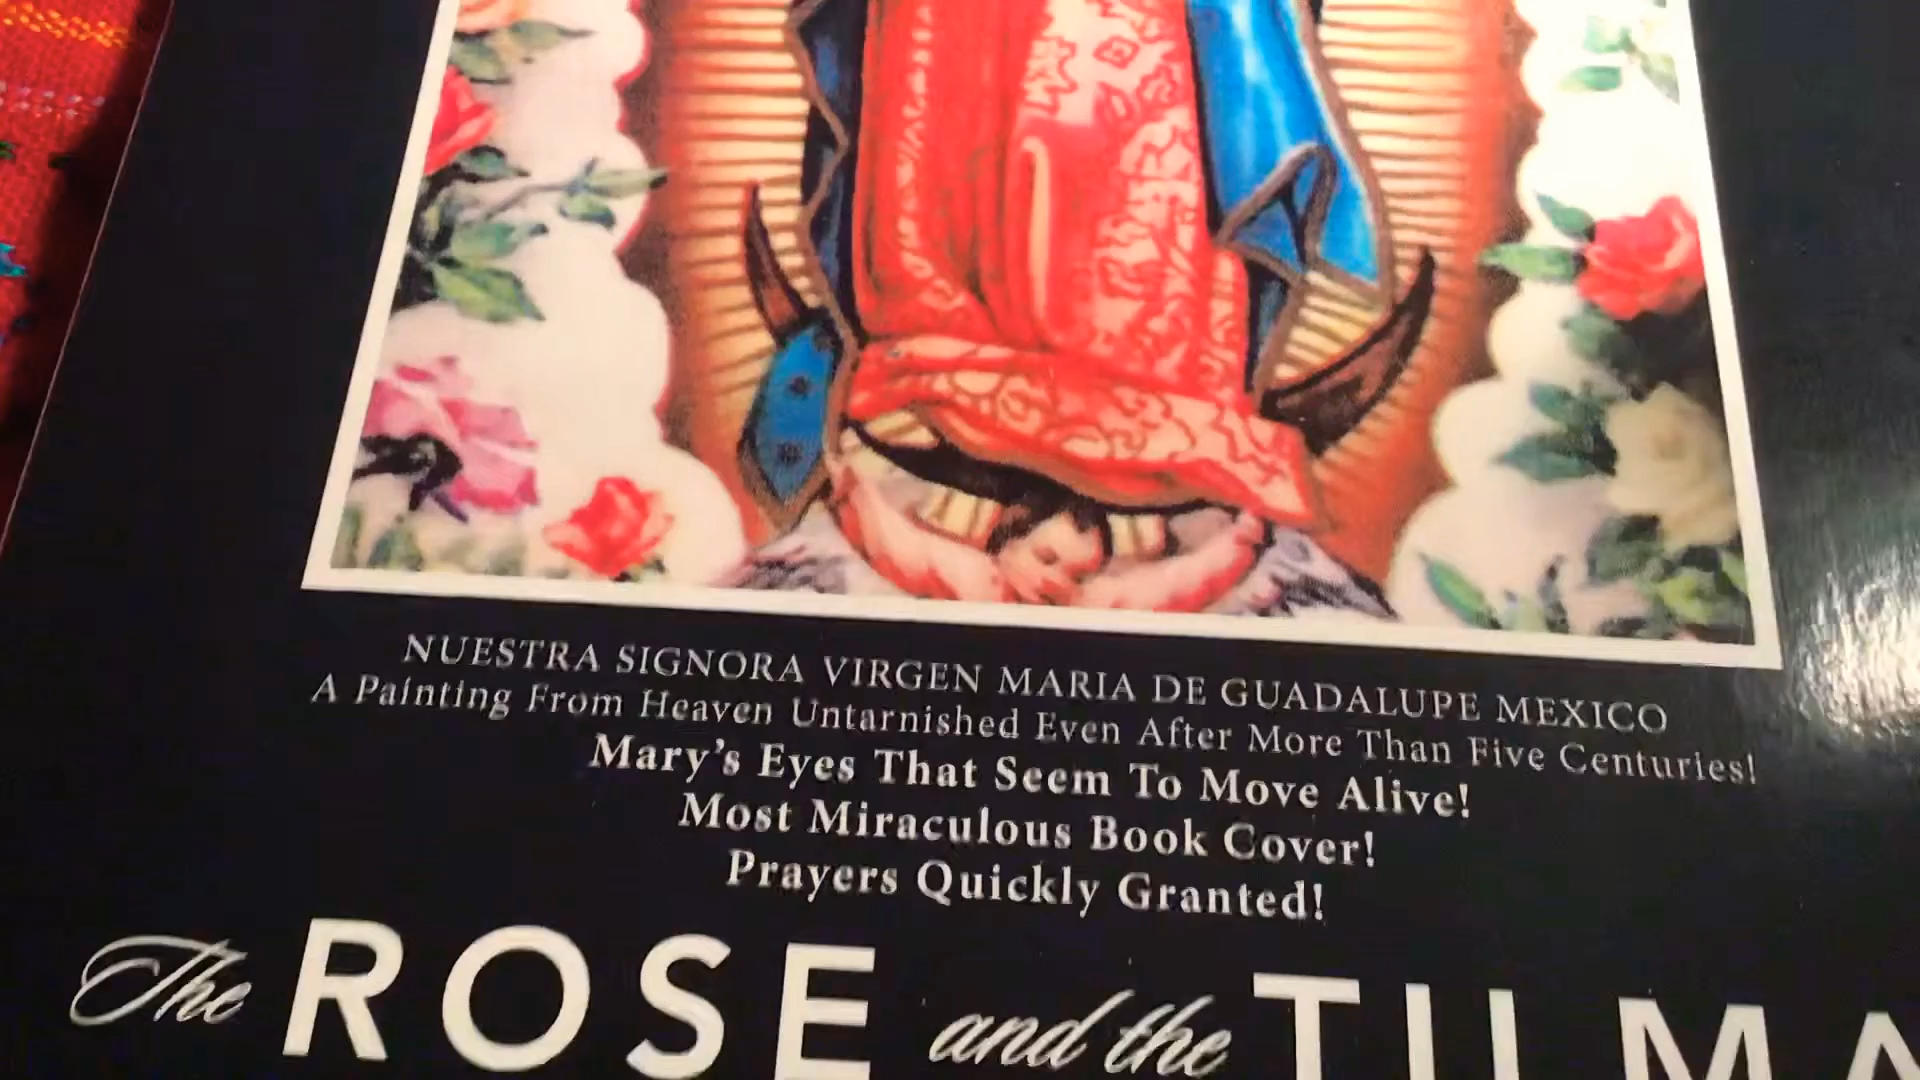 NUESTRA SIGNORA VIRGEN MARIA DE GUADALUPE MEXICO
A Painting From Heaven Untarnished Even After More Than Five Centuries!
Mary's Eyes That Seem To Move Alive!
Most Miraculous Book Cover!
Prayers Quickly Granted!
The ROSE and the TILMA